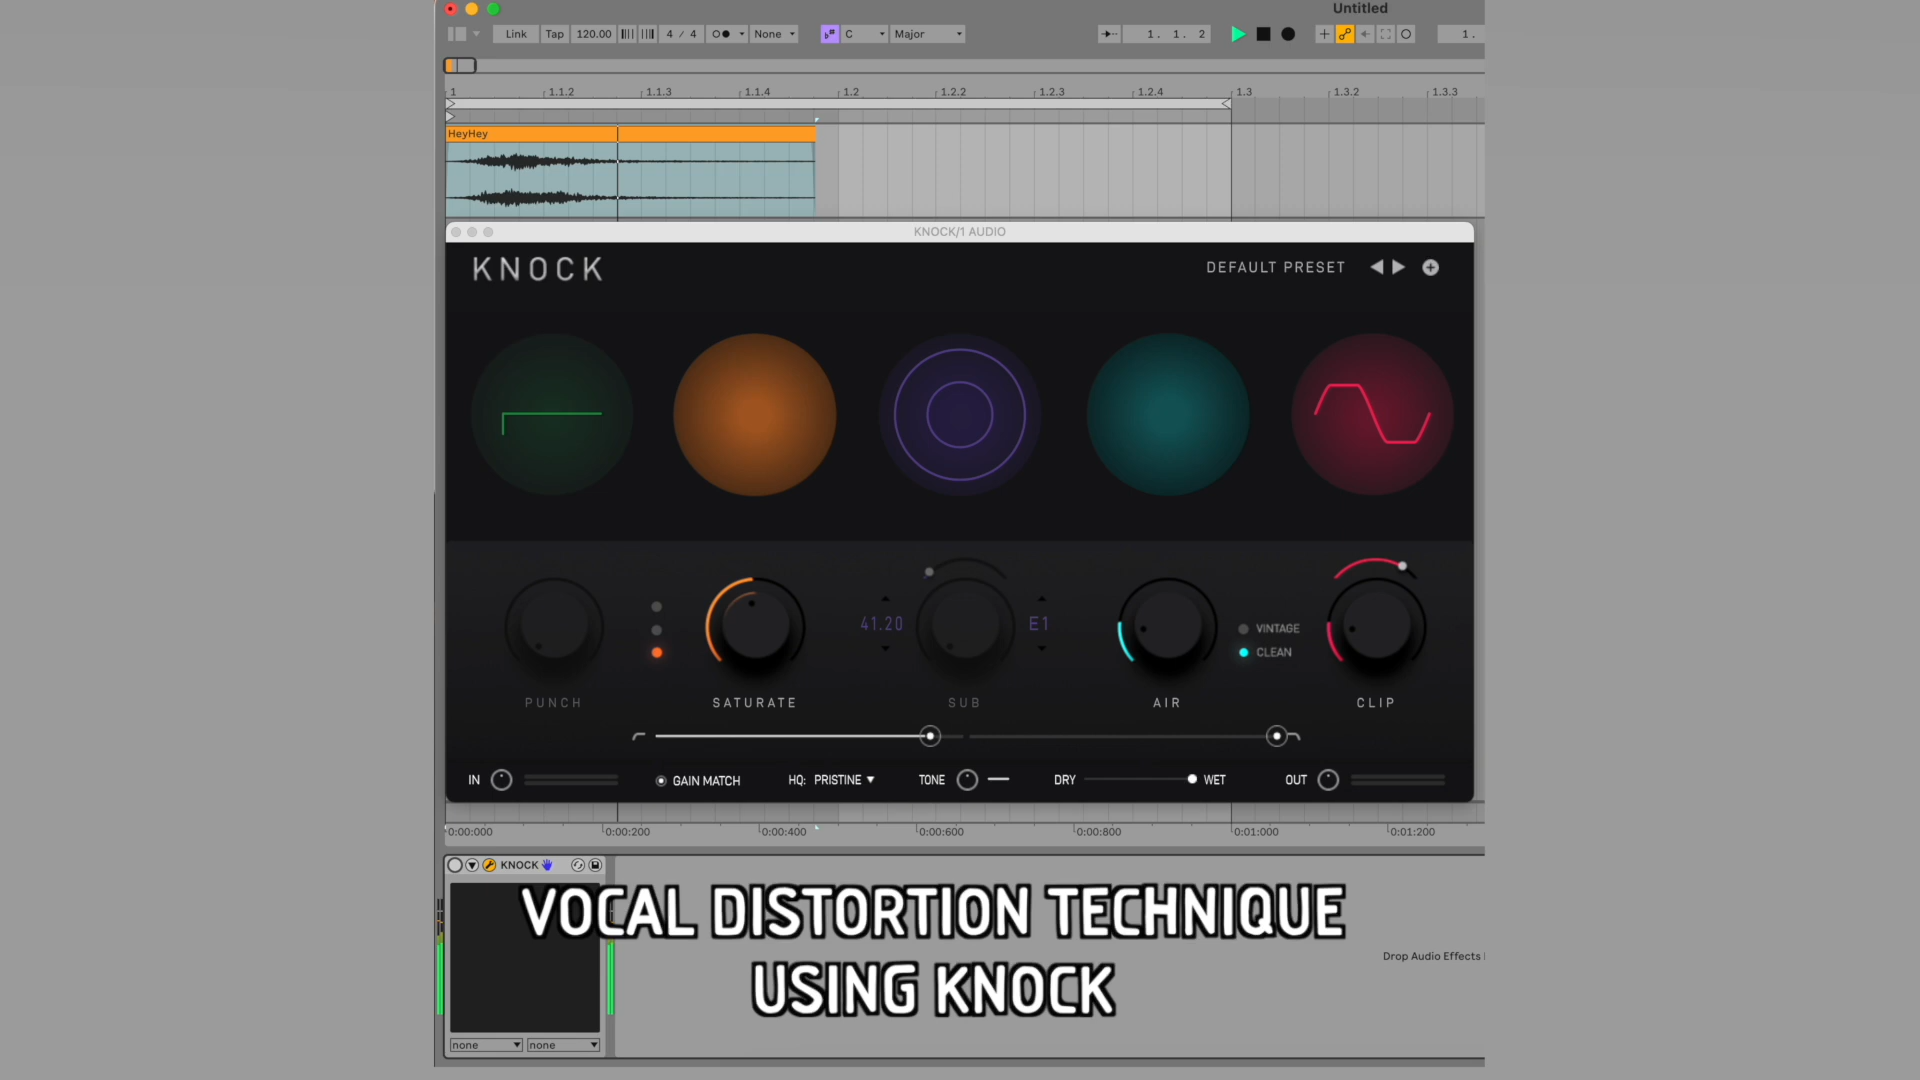 Untitled
Link Tap 120.00 4 / 4 None C Major 1. 1. 2 1.
1 1.1.2 1.1.3 1.1.4 1.2 1.2.2 1.2.3 1.2.4 1.3 1.3.2 1.3.3
HeyHey
KNOCK/1 AUDIO
KNOCK DEFAULT PRESET
41.20 E1 VINTAGE
CLEAN
PUNCH SATURATE SUB AIR CLIP
IN GAIN MATCH HQ: PRISTINE TONE DRY WET OUT
0:00:000 0:00:200 0:00:400 0:00:600 0:00:800 0:01:000 0:01:200
KNOCK
VOCAL DISTORTION TECHNIQUE
Drop Audio Effects
USING KNOCK
none none